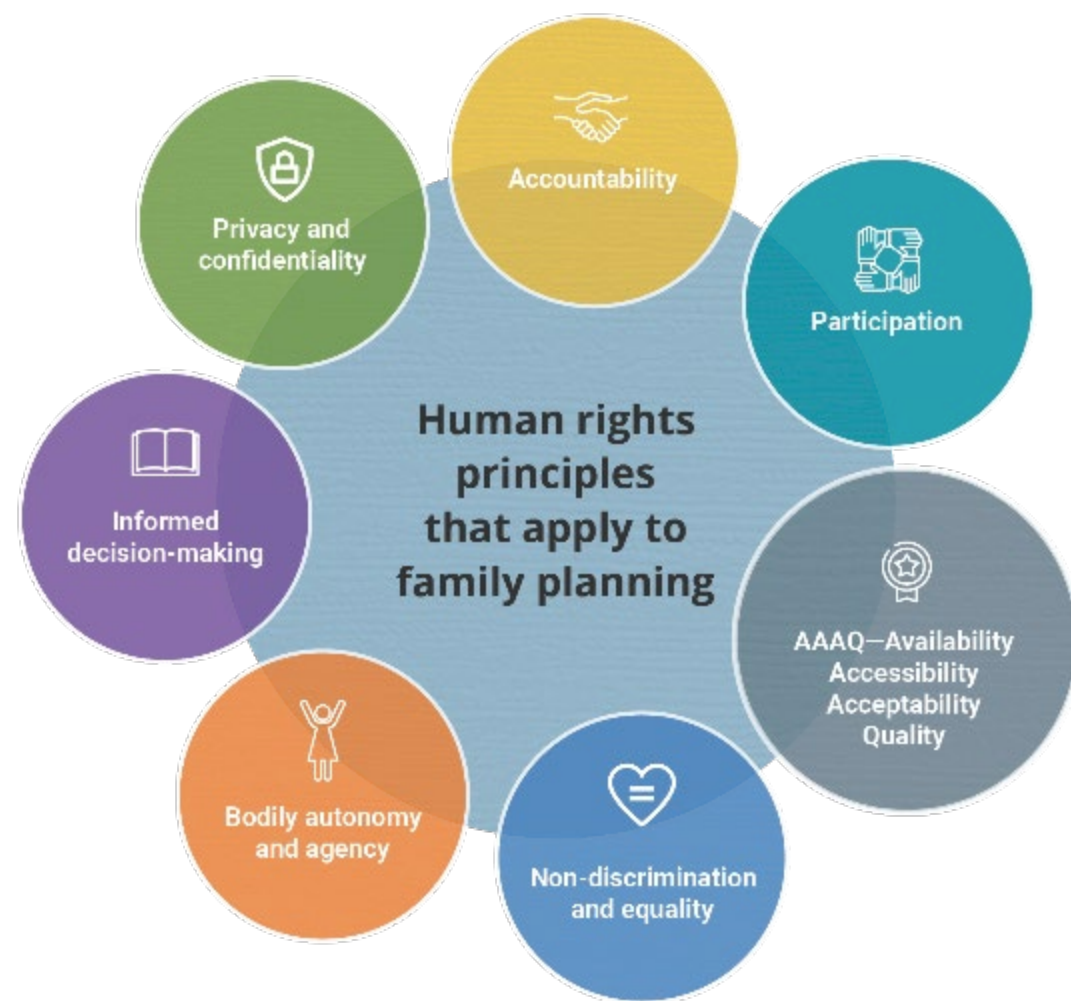 Human rights
principles
that apply to
family planning
Accountability
Participation
AAAQ—Availability
Accessibility
Acceptability
Quality
Non-discrimination
and equality
Bodily autonomy
and agency
Informed
decision-making
Privacy and
confidentiality